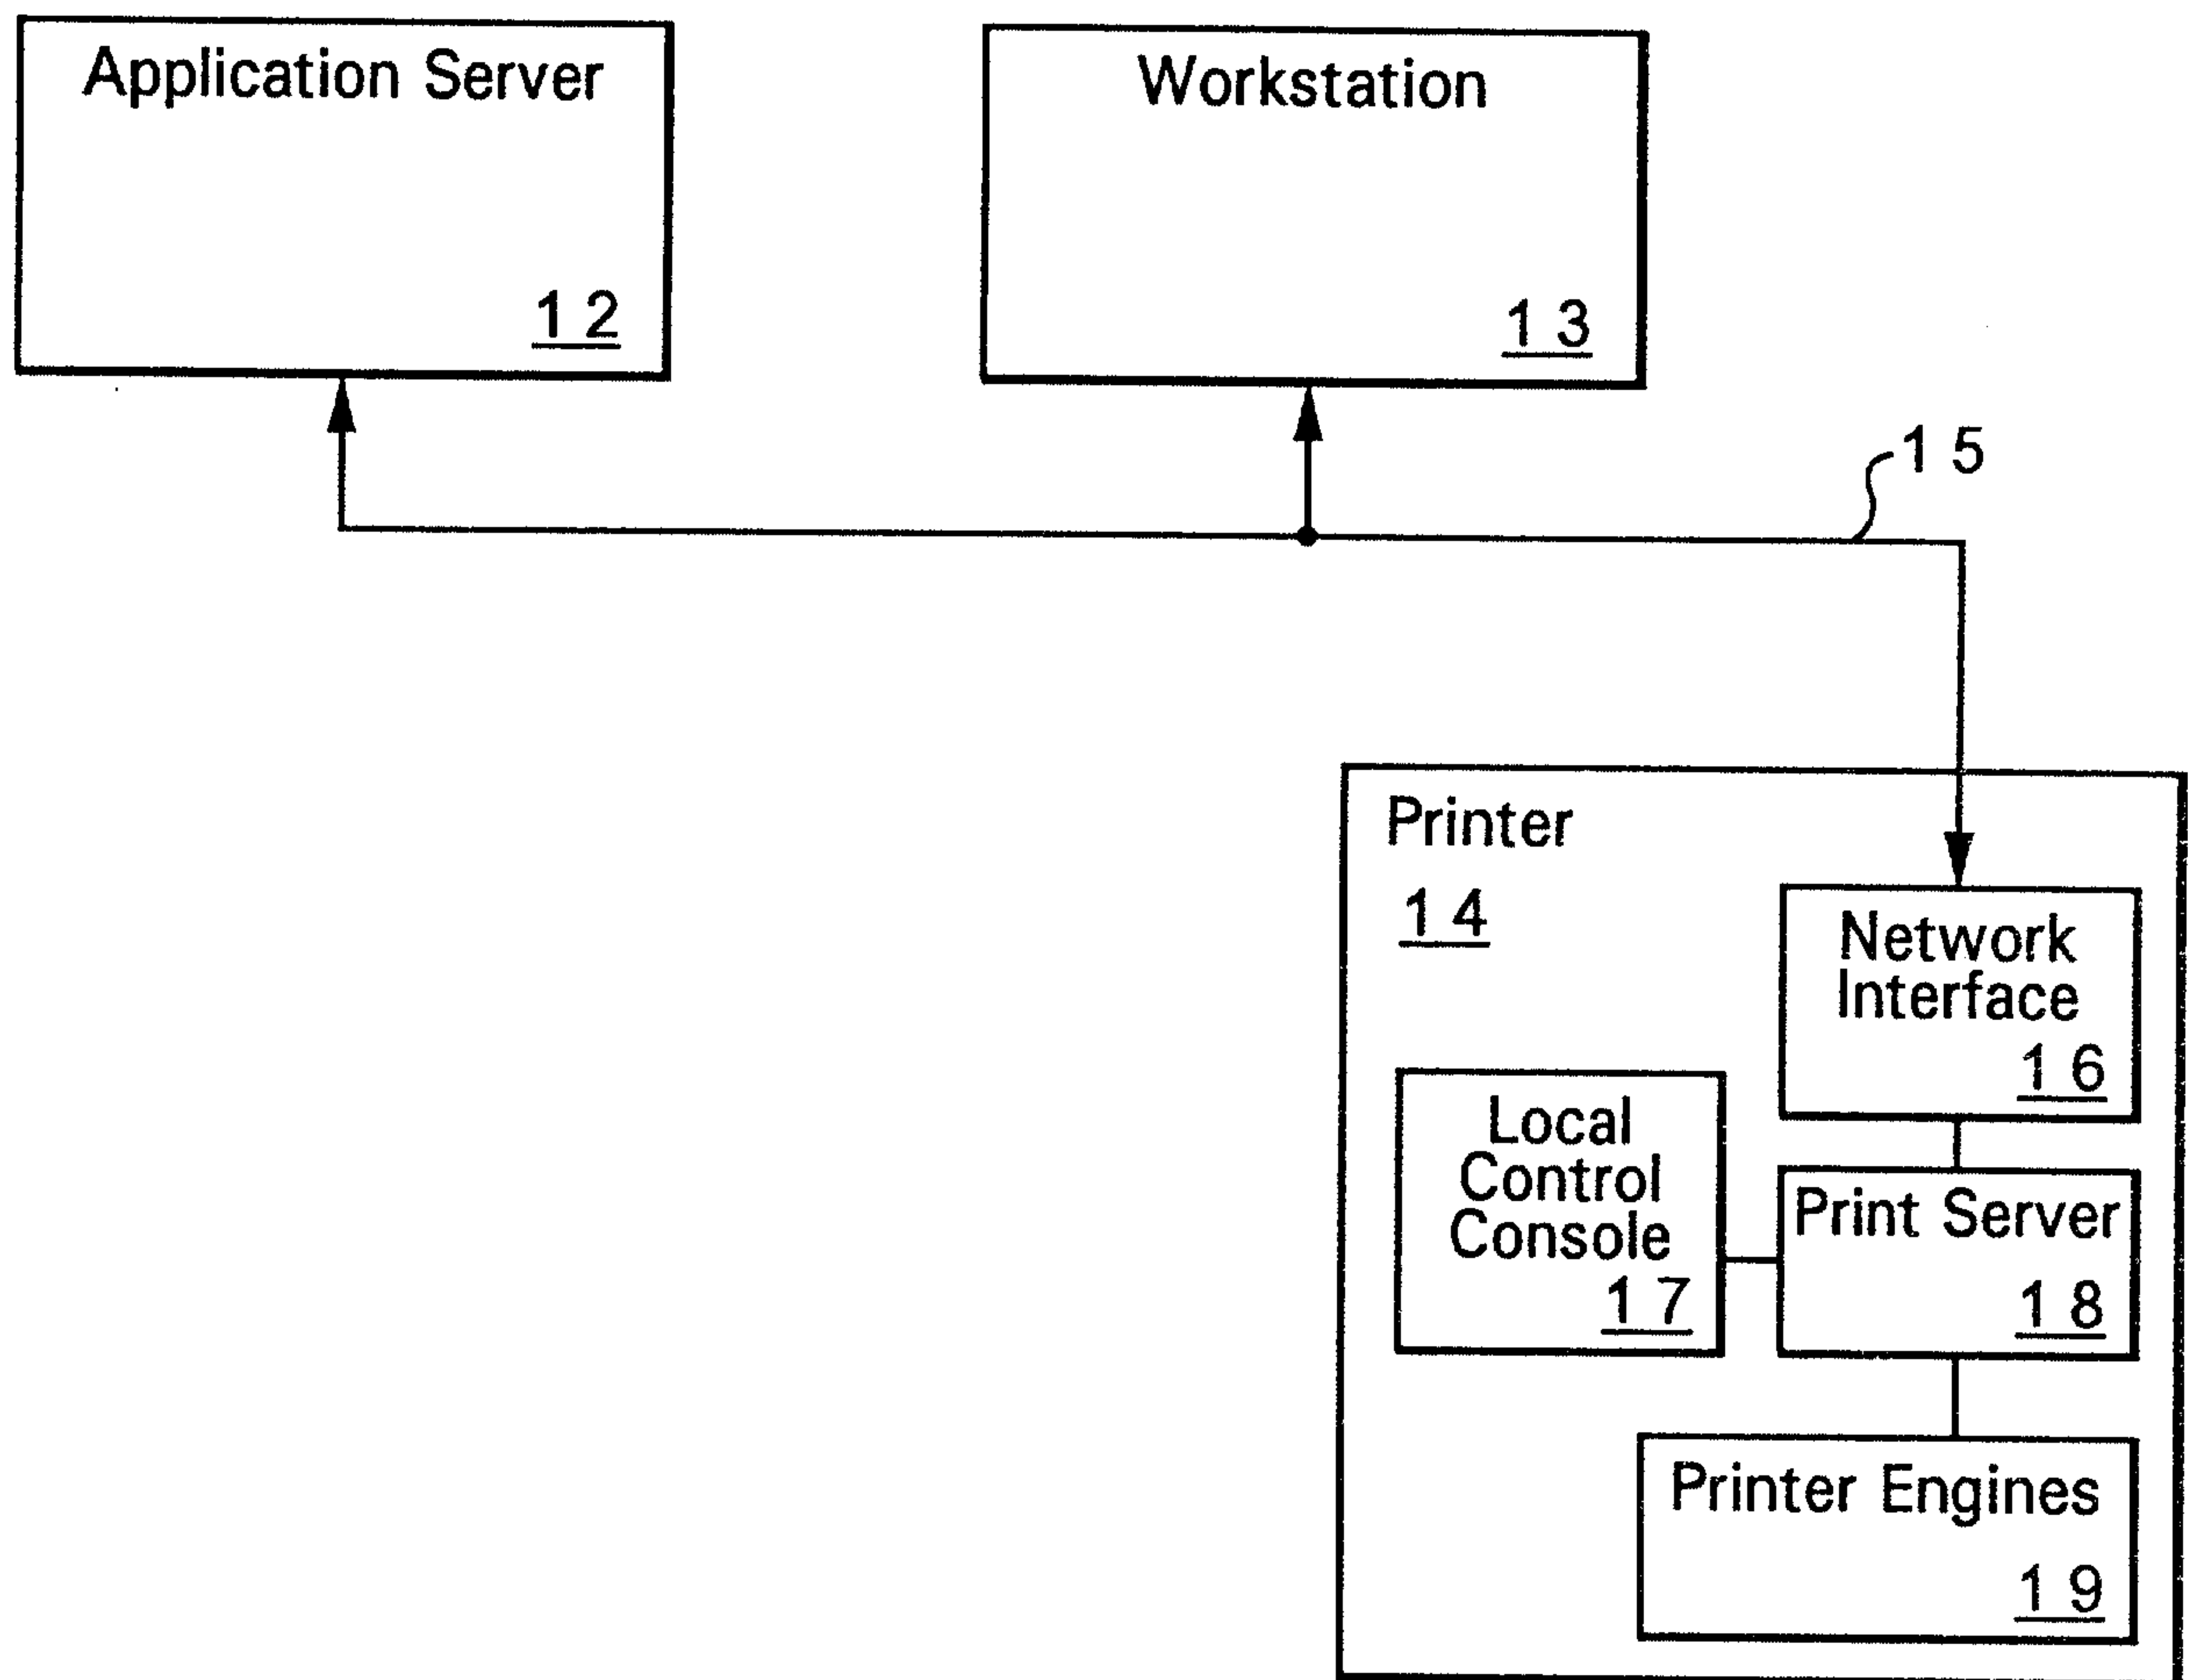 Application Server
12
Workstation
13
15
Printer
14
Network
Interface
16
Local
Control
Console
17
Print Server
18
Printer Engines
19